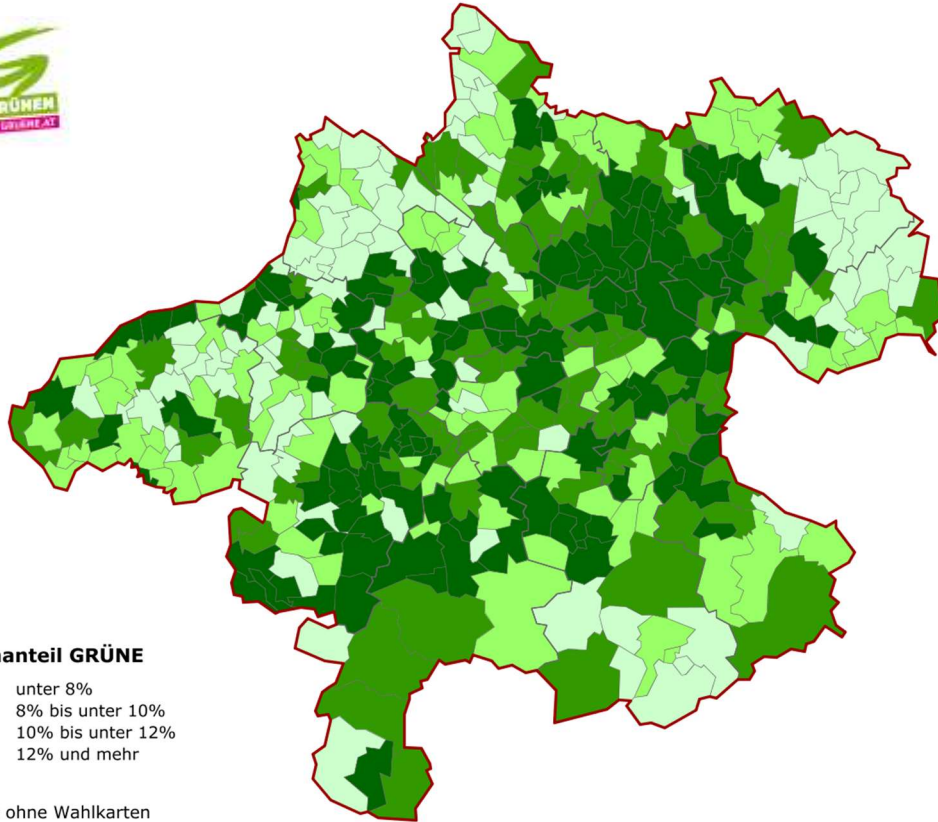 RÜNEN
GRUENE.AT
anteil GRÜNE
unter 8%
8% bis unter 10%
10% bis unter 12%
12% und mehr
ohne Wahlkarten